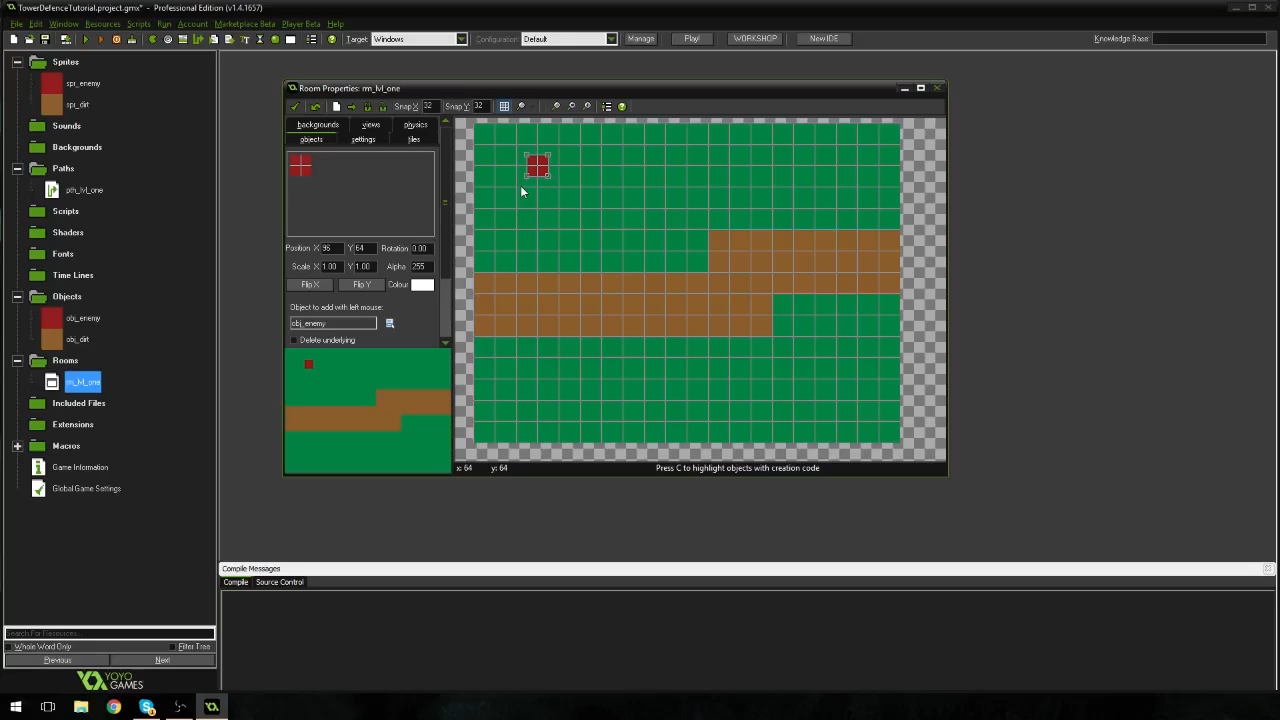 TowerDefenceTutorial.project.gmx* - Professional Edition (v1.4.1657)
File Edit Window Resources Scripts Run Account Marketplace Beta Player Beta Help
Target: Windows Configuration: Default Manage Play! WORKSHOP New IDE Knowledge Base:
Sprites
spr_enemy
spr_dirt
Sounds
Backgrounds
Paths
pth_lvl_one
Scripts
Shaders
Fonts
Time Lines
Objects
obj_enemy
obj_dirt
Rooms
rm_lvl_one
Included Files
Extensions
Macros
Game Information
Global Game Settings
Search For Resources...
Whole Word Only Filter Tree
Previous Next
YOYO
GAMES
Room Properties: rm_lvl_one
Snap X: 32 Snap Y: 32
backgrounds views physics
objects settings tiles
Position X 96 Y 64 Rotation 0.00
Scale X 1.00 Y 1.00 Alpha 255
Flip X Flip Y Colour
Object to add with left mouse:
obj_enemy
Delete underlying
x: 64 y: 64 Press C to highlight objects with creation code
Compile Messages
Compile Source Control